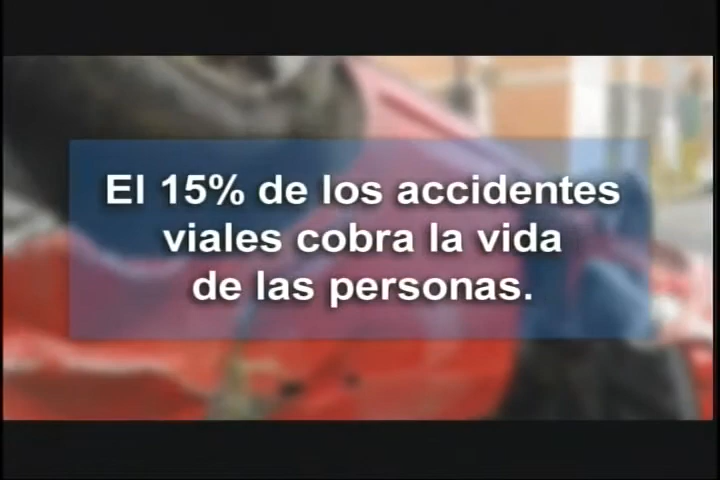 El 15% de los accidentes
viales cobra la vida
de las personas.